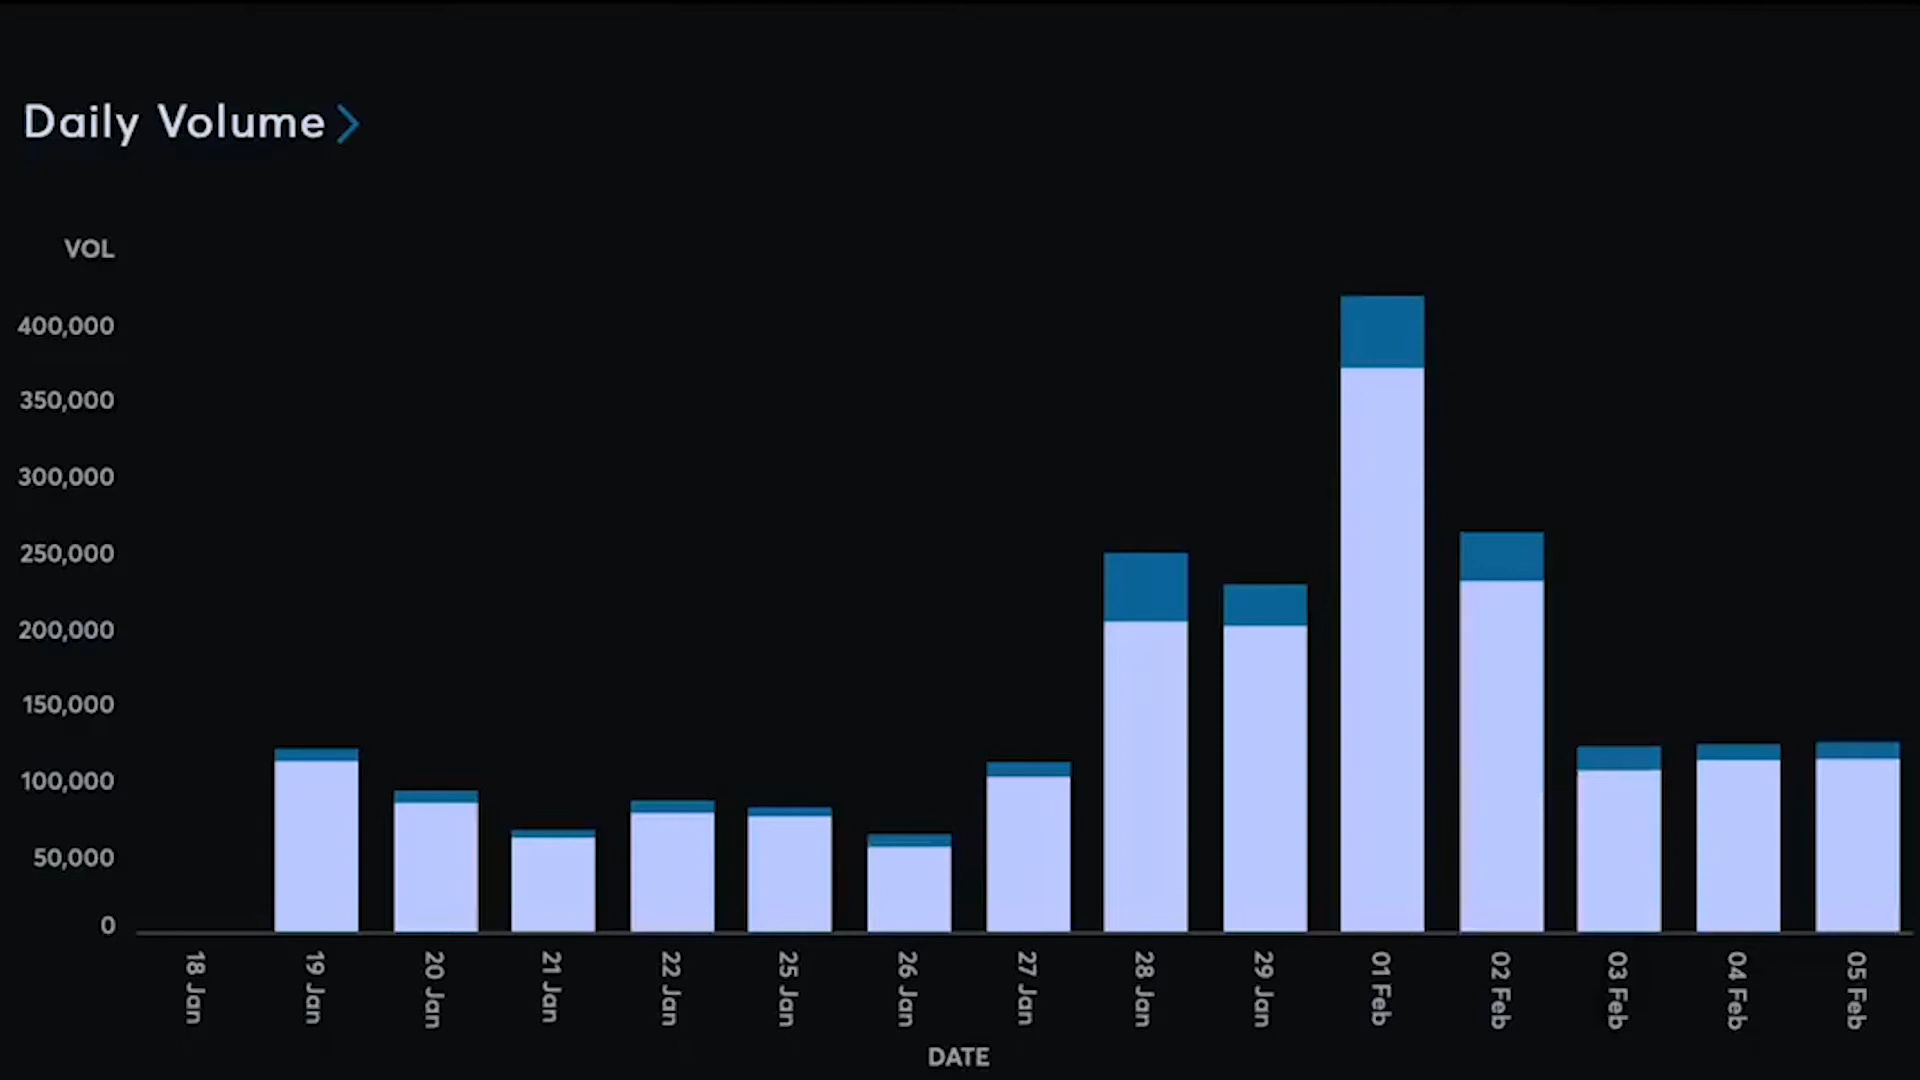 Daily Volume
VOL
400,000
350,000
300,000
250,000
200,000
150,000
100,000
50,000
0
18 Jan
19 Jan
20 Jan
21 Jan
22 Jan
25 Jan
26 Jan
27 Jan
28 Jan
29 Jan
01 Feb
02 Feb
03 Feb
04 Feb
05 Feb
DATE